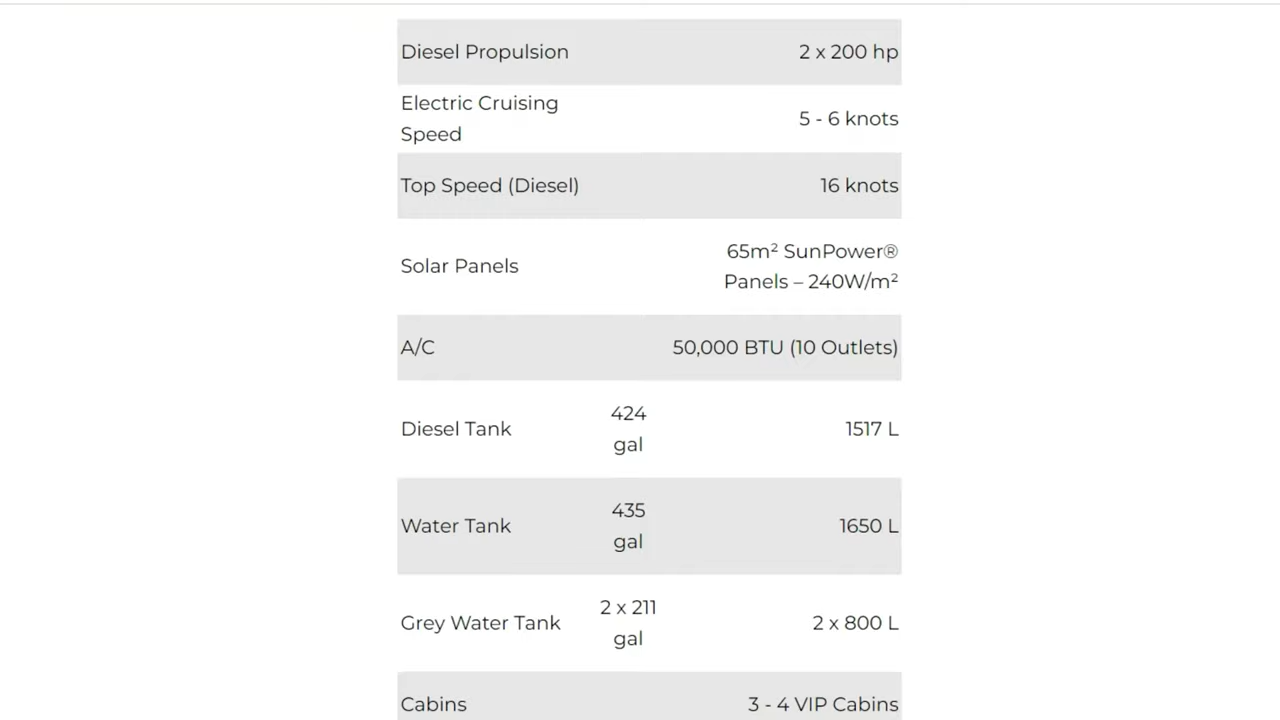 Diesel Propulsion 2 x 200 hp
Electric Cruising
Speed
5 - 6 knots
Top Speed (Diesel) 16 knots
Solar Panels
65m² SunPower®
Panels – 240W/m²
A/C 50,000 BTU (10 Outlets)
Diesel Tank
424
gal
1517 L
Water Tank
435
gal
1650 L
Grey Water Tank
2 x 211
gal
2 x 800 L
Cabins 3 - 4 VIP Cabins